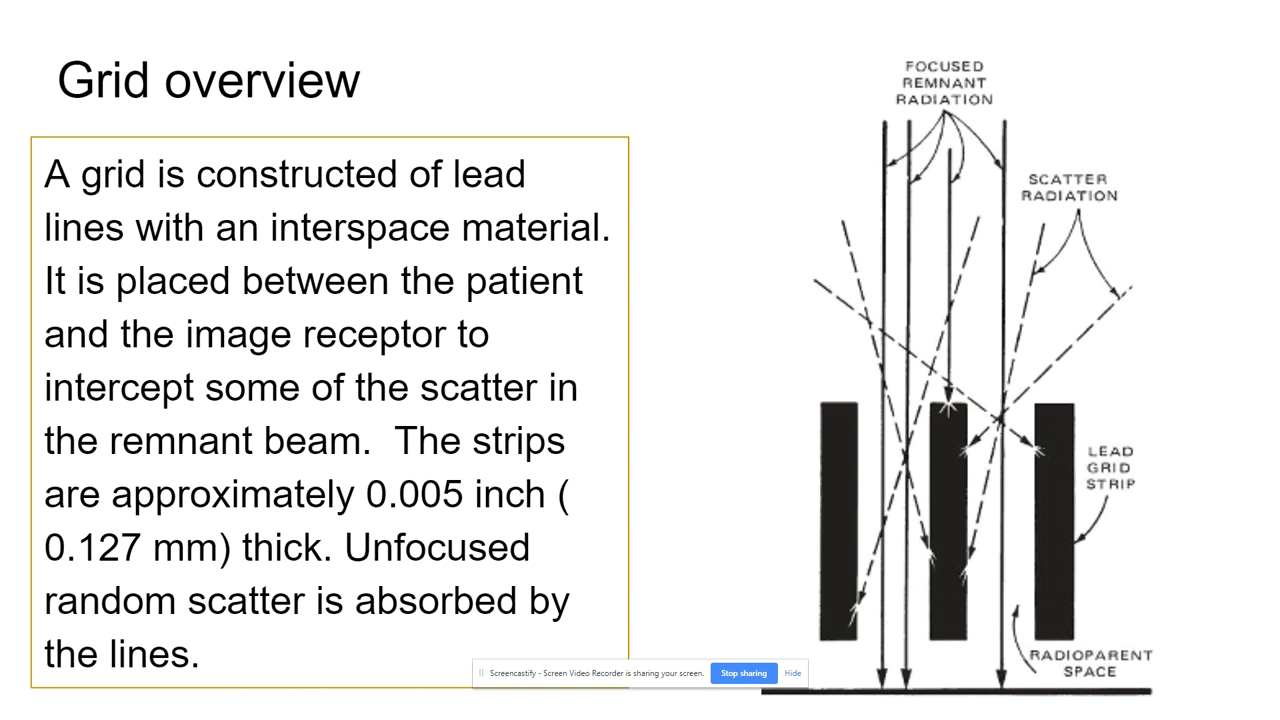 Grid overview
A grid is constructed of lead
lines with an interspace material.
It is placed between the patient
and the image receptor to
intercept some of the scatter in
the remnant beam.  The strips
are approximately 0.005 inch (
0.127 mm) thick. Unfocused
random scatter is absorbed by
the lines.
FOCUSED
REMNANT
RADIATION
SCATTER
RADIATION
LEAD
GRID
STRIP
RADIOPARENT
SPACE
Screencastify - Screen Video Recorder is sharing your screen.
Stop sharing
Hide